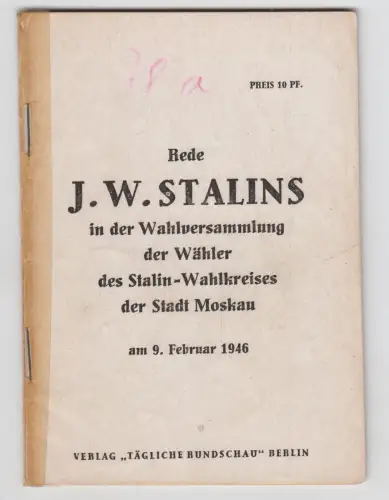 PREIS 10 PF.
Rede
J. W. STALINS
in der Wahlversammlung
der Wähler
des Stalin-Wahlkreises
der Stadt Moskau
am 9. Februar 1946
VERLAG „TÄGLICHE RUNDSCHAU" BERLIN